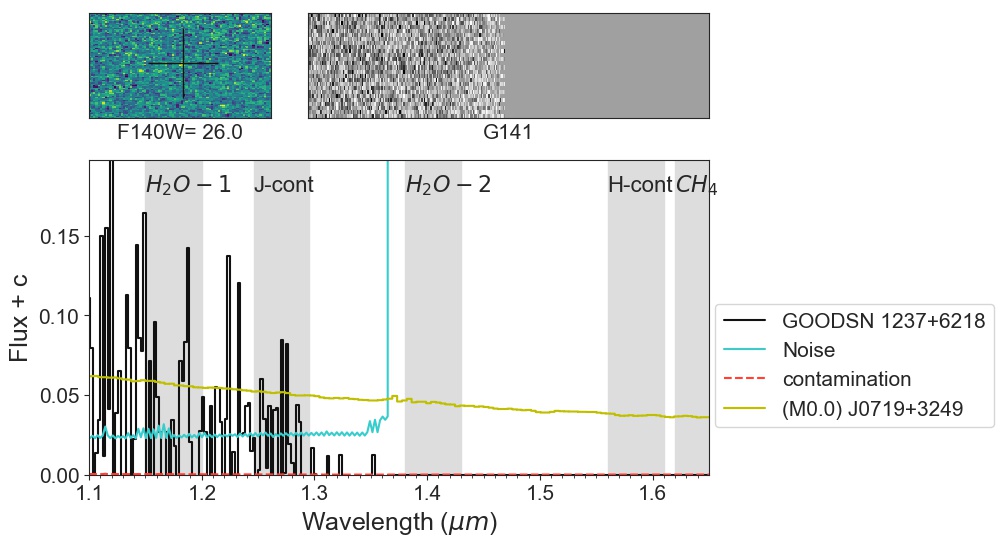 F140W= 26.0
G141
H₂O − 1
J-cont
H₂O − 2
H-cont
CH₄
Flux + c
0.15
0.10
0.05
0.00
1.1
1.2
1.3
1.4
1.5
1.6
Wavelength (μm)
GOODSN 1237+6218
Noise
contamination
(M0.0) J0719+3249